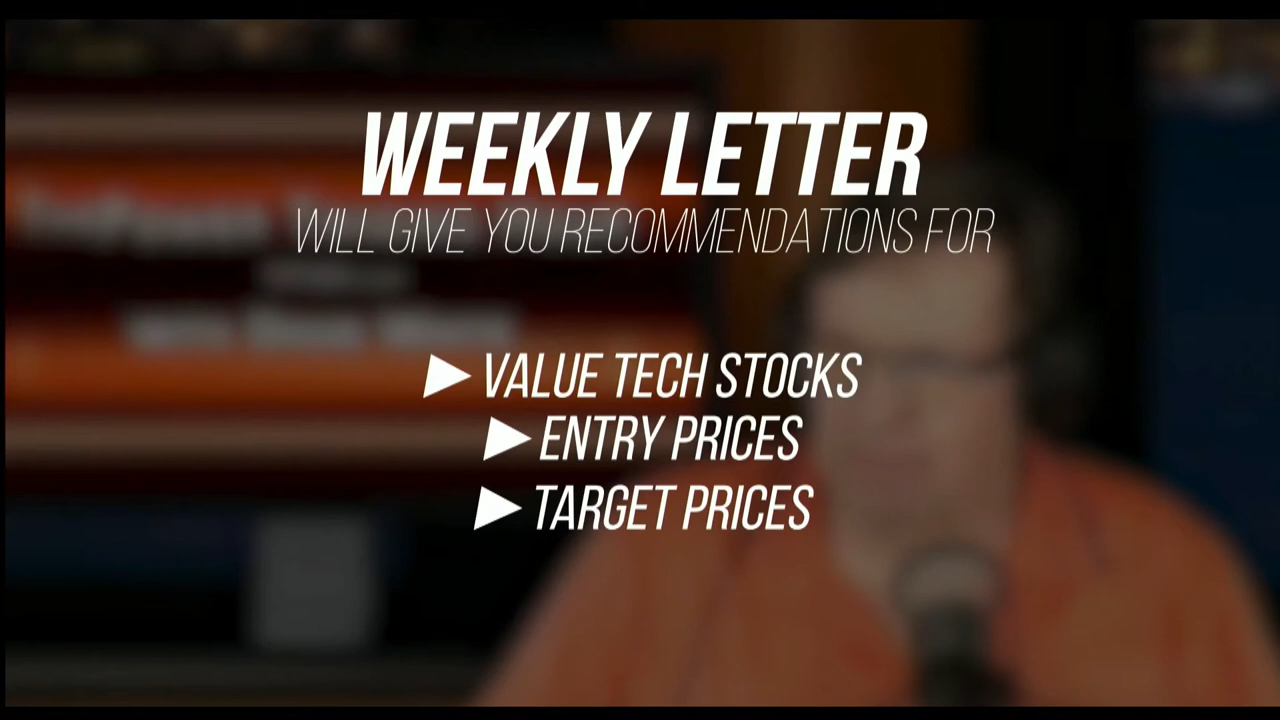 WEEKLY LETTER
WILL GIVE YOU RECOMMENDATIONS FOR
VALUE TECH STOCKS
ENTRY PRICES
TARGET PRICES